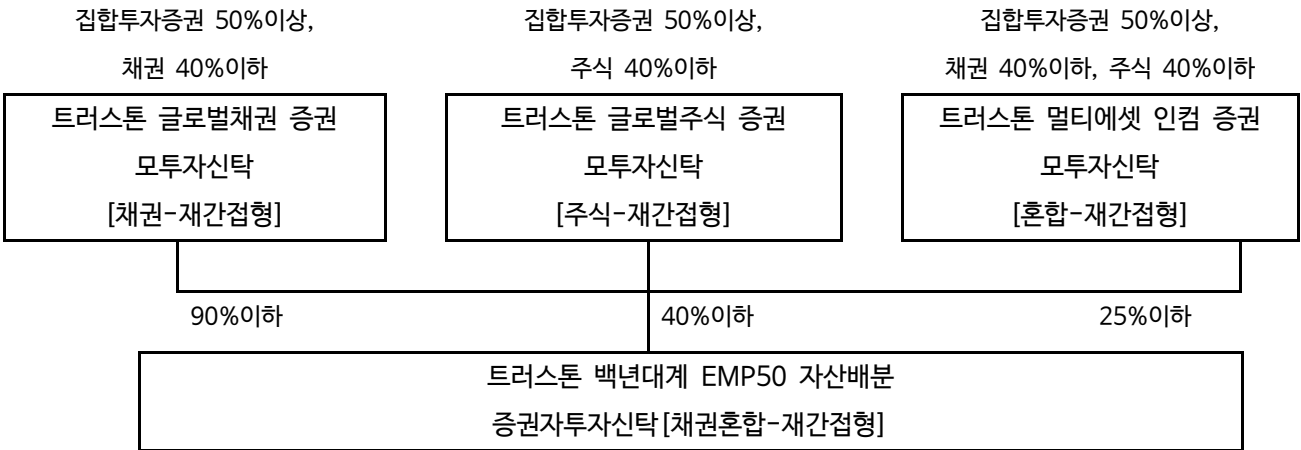 집합투자증권 50%이상,
채권 40%이하
트러스톤 글로벌채권 증권
모투자신탁
[채권-재간접형]
집합투자증권 50%이상,
주식 40%이하
트러스톤 글로벌주식 증권
모투자신탁
[주식-재간접형]
집합투자증권 50%이상,
채권 40%이하, 주식 40%이하
트러스톤 멀티에셋 인컴 증권
모투자신탁
[혼합-재간접형]
90%이하
40%이하
25%이하
트러스톤 백년대계 EMP50 자산배분
증권자투자신탁[채권혼합-재간접형]